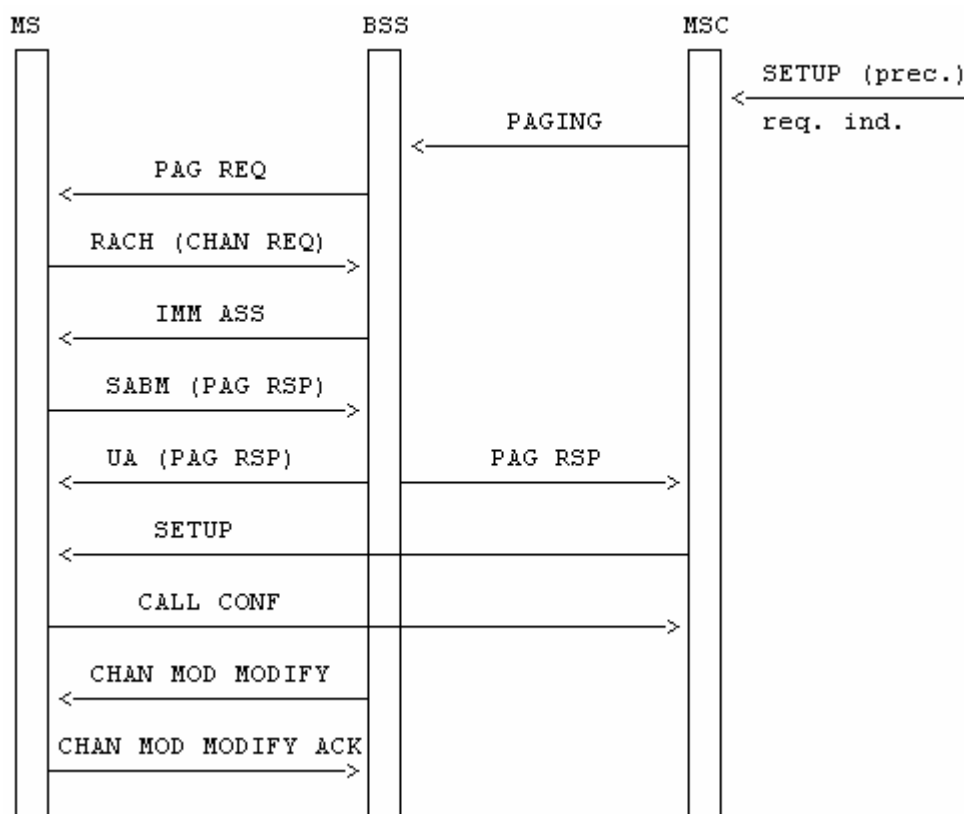 MS BSS MSC
SETUP (prec.)
PAGING req. ind.
PAG REQ
RACH (CHAN REQ)
IMM ASS
SABM (PAG RSP)
UA (PAG RSP) PAG RSP
SETUP
CALL CONF
CHAN MOD MODIFY
CHAN MOD MODIFY ACK